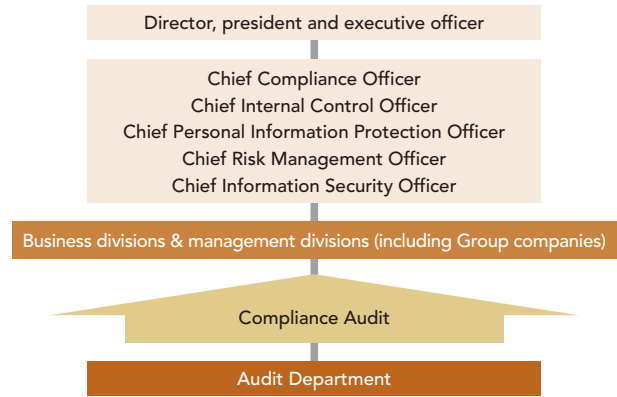 Director, president and executive officer
Chief Compliance Officer
Chief Internal Control Officer
Chief Personal Information Protection Officer
Chief Risk Management Officer
Chief Information Security Officer
Business divisions & management divisions (including Group companies)
Compliance Audit
Audit Department